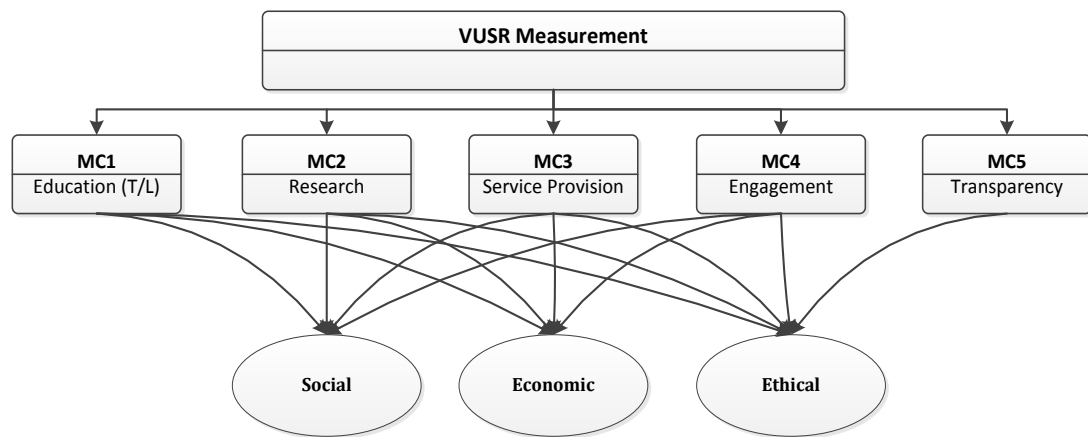 VUSR Measurement
MC1
Education (T/L)
MC2
Research
MC3
Service Provision
MC4
Engagement
MC5
Transparency
Social
Economic
Ethical